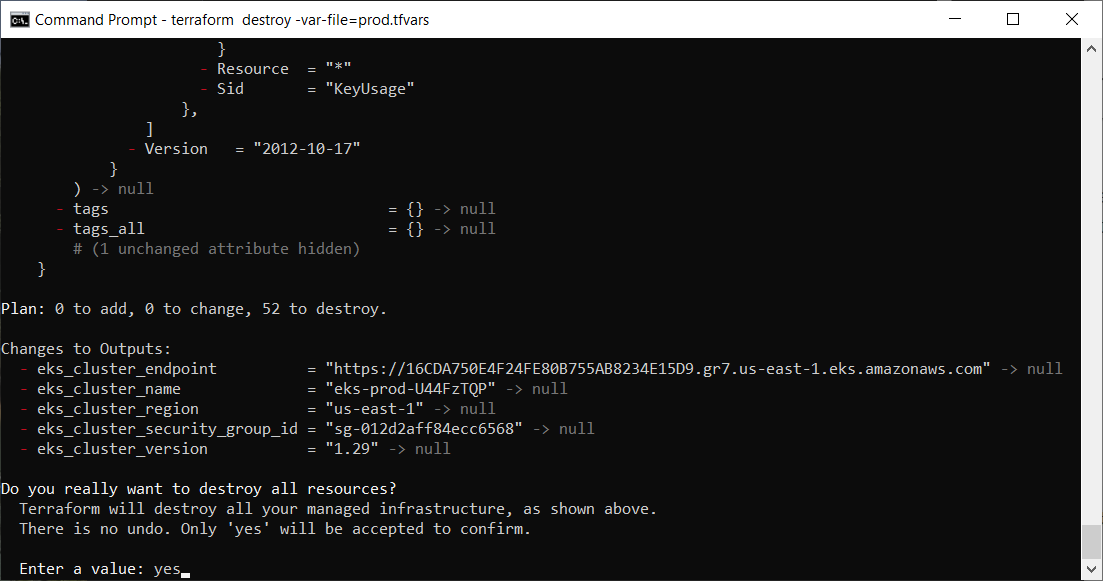 Command Prompt - terraform  destroy -var-file=prod.tfvars
}
- Resource  = "*"
- Sid       = "KeyUsage"
},
]
- Version   = "2012-10-17"
}
) -> null
- tags                               = {} -> null
- tags_all                           = {} -> null
# (1 unchanged attribute hidden)
}
Plan: 0 to add, 0 to change, 52 to destroy.
Changes to Outputs:
- eks_cluster_endpoint          = "https://16CDA750E4F24FE80B755AB8234E15D9.gr7.us-east-1.eks.amazonaws.com" -> null
- eks_cluster_name              = "eks-prod-U44FzTQP" -> null
- eks_cluster_region            = "us-east-1" -> null
- eks_cluster_security_group_id = "sg-012d2aff84ecc6568" -> null
- eks_cluster_version           = "1.29" -> null
Do you really want to destroy all resources?
Terraform will destroy all your managed infrastructure, as shown above.
There is no undo. Only 'yes' will be accepted to confirm.
Enter a value: yes